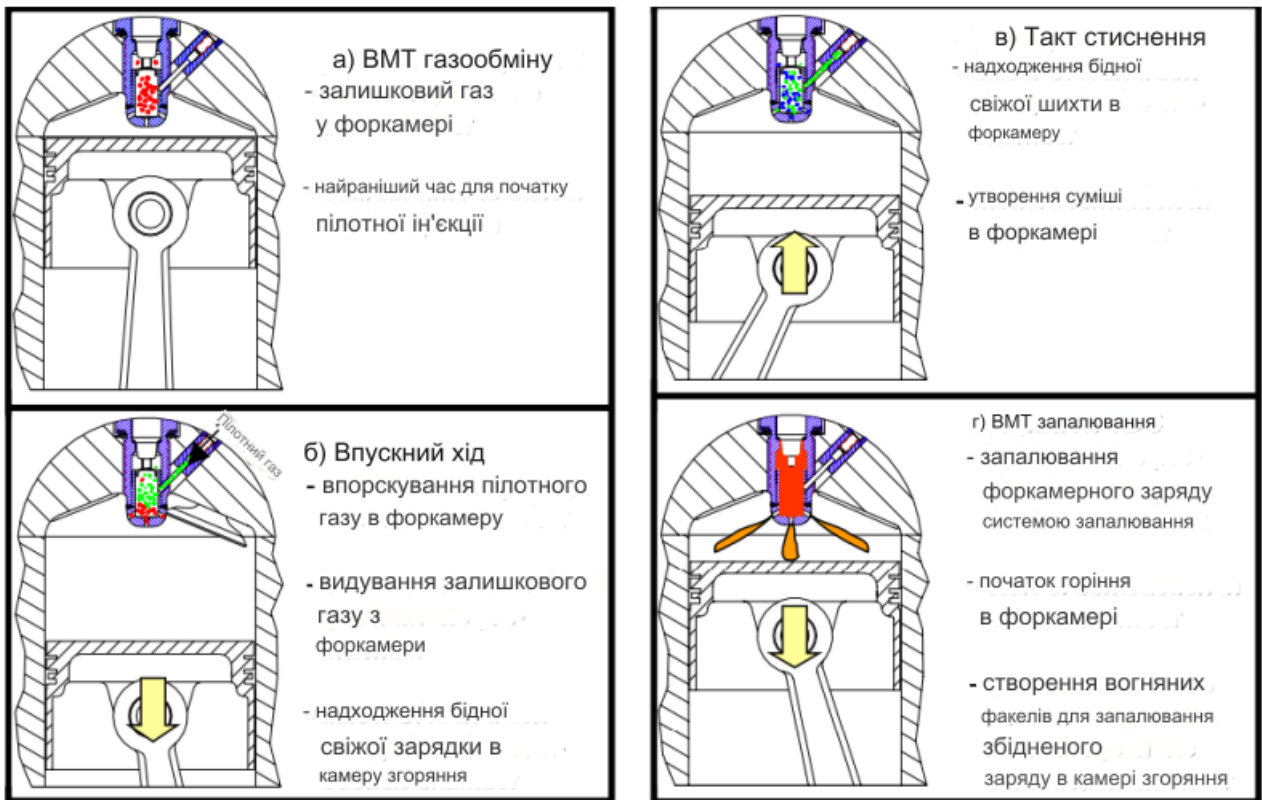 а) ВМТ газообміну
- залишковий газ
у форкамері
- найраніший час для початку
пілотної ін'єкції
Пілотний газ
б) Впускний хід
- впорскування пілотного
газу в форкамеру
- видування залишкового
газу з
форкамери
- надходження бідної
свіжої зарядки в
камеру згоряння
в) Такт стиснення
- надходження бідної
свіжої шихти в
форкамеру
- утворення суміші
в форкамері
г) ВМТ запалювання
- запалювання
форкамерного заряду
системою запалювання
- початок горіння
в форкамері
- створення вогняних
факелів для запалювання
збідненого
заряду в камері згоряння